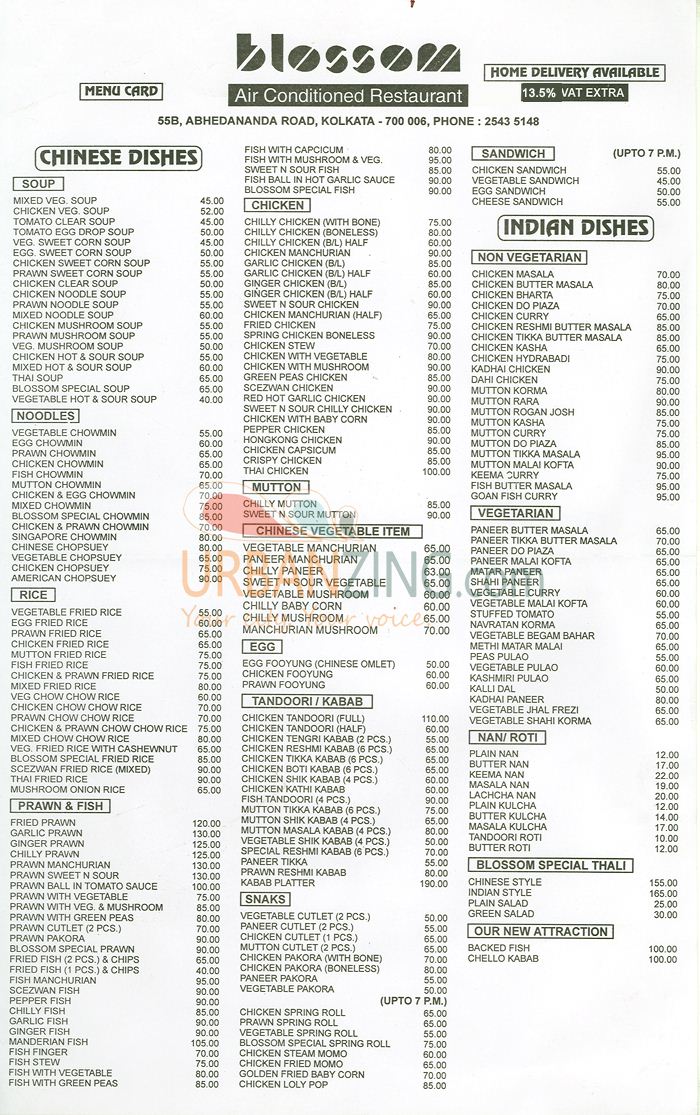 blossom
MENU CARD
Air Conditioned Restaurant
HOME DELIVERY AVAILABLE
13.5% VAT EXTRA
55B, ABHEDANANDA ROAD, KOLKATA - 700 006, PHONE : 2543 5148
CHINESE DISHES
SOUP
MIXED VEG. SOUP 45.00
CHICKEN VEG. SOUP 52.00
TOMATO CLEAR SOUP 45.00
TOMATO EGG DROP SOUP 50.00
VEG. SWEET CORN SOUP 45.00
EGG. SWEET CORN SOUP 50.00
CHICKEN SWEET CORN SOUP 55.00
PRAWN SWEET CORN SOUP 55.00
CHICKEN CLEAR SOUP 50.00
CHICKEN NOODLE SOUP 55.00
PRAWN NOODLE SOUP 55.00
MIXED NOODLE SOUP 60.00
CHICKEN MUSHROOM SOUP 55.00
PRAWN MUSHROOM SOUP 55.00
VEG. MUSHROOM SOUP 50.00
CHICKEN HOT & SOUR SOUP 55.00
MIXED HOT & SOUR SOUP 60.00
THAI SOUP 65.00
BLOSSOM SPECIAL SOUP 65.00
VEGETABLE HOT & SOUR SOUP 40.00
NOODLES
VEGETABLE CHOWMIN 55.00
EGG CHOWMIN 60.00
PRAWN CHOWMIN 65.00
CHICKEN CHOWMIN 65.00
FISH CHOWMIN 70.00
MUTTON CHOWMIN 65.00
CHICKEN & EGG CHOWMIN 70.00
MIXED CHOWMIN 75.00
BLOSSOM SPECIAL CHOWMIN 85.00
CHICKEN & PRAWN CHOWMIN 70.00
SINGAPORE CHOWMIN 80.00
CHINESE CHOPSUEY 80.00
VEGETABLE CHOPSUEY 65.00
CHICKEN CHOPSUEY 75.00
AMERICAN CHOPSUEY 90.00
RICE
VEGETABLE FRIED RICE 55.00
EGG FRIED RICE 60.00
PRAWN FRIED RICE 65.00
CHICKEN FRIED RICE 65.00
MUTTON FRIED RICE 75.00
FISH FRIED RICE 75.00
CHICKEN & PRAWN FRIED RICE 75.00
MIXED FRIED RICE 80.00
VEG CHOW CHOW RICE 60.00
CHICKEN CHOW CHOW RICE 70.00
PRAWN CHOW CHOW RICE 70.00
CHICKEN & PRAWN CHOW CHOW RICE 75.00
MIXED CHOW CHOW RICE 80.00
VEG. FRIED RICE WITH CASHEWNUT 65.00
BLOSSOM SPECIAL FRIED RICE 85.00
SCEZWAN FRIED RICE (MIXED) 90.00
THAI FRIED RICE 90.00
MUSHROOM ONION RICE 65.00
PRAWN & FISH
FRIED PRAWN 120.00
GARLIC PRAWN 130.00
GINGER PRAWN 125.00
CHILLY PRAWN 125.00
PRAWN MANCHURIAN 130.00
PRAWN SWEET N SOUR 130.00
PRAWN BALL IN TOMATO SAUCE 100.00
PRAWN WITH VEGETABLE 75.00
PRAWN WITH VEG. & MUSHROOM 85.00
PRAWN WITH GREEN PEAS 80.00
PRAWN CUTLET (2 PCS.) 70.00
PRAWN PAKORA 90.00
BLOSSOM SPECIAL PRAWN 90.00
FRIED FISH (2 PCS.) & CHIPS 65.00
FRIED FISH (1 PCS.) & CHIPS 40.00
FISH MANCHURIAN 95.00
SCEZWAN FISH 90.00
PEPPER FISH 90.00
CHILLY FISH 85.00
GARLIC FISH 90.00
GINGER FISH 90.00
MANDERIAN FISH 105.00
FISH FINGER 70.00
FISH STEW 75.00
FISH WITH VEGETABLE 80.00
FISH WITH GREEN PEAS 85.00
FISH WITH CAPCICUM 80.00
FISH WITH MUSHROOM & VEG. 95.00
SWEET N SOUR FISH 85.00
FISH BALL IN HOT GARLIC SAUCE 90.00
BLOSSOM SPECIAL FISH 90.00
CHICKEN
CHILLY CHICKEN (WITH BONE) 75.00
CHILLY CHICKEN (BONELESS) 80.00
CHILLY CHICKEN (B/L) HALF 60.00
CHICKEN MANCHURIAN 90.00
GARLIC CHICKEN (B/L) 85.00
GARLIC CHICKEN (B/L) HALF 60.00
GINGER CHICKEN (B/L) 85.00
GINGER CHICKEN (B/L) HALF 60.00
SWEET N SOUR CHICKEN 90.00
CHICKEN MANCHURIAN (HALF) 65.00
FRIED CHICKEN 75.00
SPRING CHICKEN BONELESS 90.00
CHICKEN STEW 70.00
CHICKEN WITH VEGETABLE 80.00
CHICKEN WITH MUSHROOM 90.00
GREEN PEAS CHICKEN 85.00
SCEZWAN CHICKEN 90.00
RED HOT GARLIC CHICKEN 90.00
SWEET N SOUR CHILLY CHICKEN 90.00
CHICKEN WITH BABY CORN 90.00
PEPPER CHICKEN 85.00
HONGKONG CHICKEN 90.00
CHICKEN CAPSICUM 80.00
CRISPY CHICKEN 85.00
THAI CHICKEN 100.00
MUTTON
CHILLY MUTTON 85.00
SWEET N SOUR MUTTON 90.00
CHINESE VEGETABLE ITEM
VEGETABLE MANCHURIAN 65.00
PANEER MANCHURIAN 65.00
CHILLY PANEER 63.00
SWEET N SOUR VEGETABLE 60.00
VEGETABLE MUSHROOM 60.00
CHILLY BABY CORN 60.00
CHILLY MUSHROOM 65.00
MANCHURIAN MUSHROOM 70.00
EGG
EGG FOOYUNG (CHINESE OMLET) 50.00
CHICKEN FOOYUNG 60.00
PRAWN FOOYUNG 60.00
TANDOORI / KABAB
CHICKEN TANDOORI (FULL) 110.00
CHICKEN TANDOORI (HALF) 60.00
CHICKEN TENGRI KABAB (2 PCS.) 55.00
CHICKEN RESHMI KABAB (6 PCS.) 65.00
CHICKEN TIKKA KABAB (6 PCS.) 65.00
CHICKEN BOTI KABAB (6 PCS.) 65.00
CHICKEN SHIK KABAB (4 PCS.) 60.00
CHICKEN KATHI KABAB 60.00
FISH TANDOORI (4 PCS.) 90.00
MUTTON TIKKA KABAB (6 PCS.) 75.00
MUTTON SHIK KABAB (4 PCS.) 65.00
MUTTON MASALA KABAB (4 PCS.) 80.00
VEGETABLE SHIK KABAB (4 PCS.) 50.00
SPECIAL RESHMI KABAB (6 PCS.) 70.00
PANEER TIKKA 55.00
PRAWN RESHMI KABAB 80.00
KABAB PLATTER 190.00
SNAKS
VEGETABLE CUTLET (2 PCS.) 50.00
PANEER CUTLET (2 PCS.) 55.00
CHICKEN CUTLET (1 PCS.) 65.00
MUTTON CUTLET (2 PCS.) 65.00
CHICKEN PAKORA (WITH BONE) 70.00
CHICKEN PAKORA (BONELESS) 80.00
PANEER PAKORA 55.00
VEGETABLE PAKORA 50.00
(UPTO 7 P.M.)
CHICKEN SPRING ROLL 65.00
PRAWN SPRING ROLL 65.00
VEGETABLE SPRING ROLL 55.00
BLOSSOM SPECIAL SPRING ROLL 75.00
CHICKEN STEAM MOMO 60.00
CHICKEN FRIED MOMO 65.00
GOLDEN FRIED BABY CORN 70.00
CHICKEN LOLY POP 85.00
SANDWICH (UPTO 7 P.M.)
CHICKEN SANDWICH 55.00
VEGETABLE SANDWICH 45.00
EGG SANDWICH 50.00
CHEESE SANDWICH 55.00
INDIAN DISHES
NON VEGETARIAN
CHICKEN MASALA 70.00
CHICKEN BUTTER MASALA 80.00
CHICKEN BHARTA 75.00
CHICKEN DO PIAZA 70.00
CHICKEN CURRY 65.00
CHICKEN RESHMI BUTTER MASALA 85.00
CHICKEN TIKKA BUTTER MASALA 85.00
CHICKEN KASHA 65.00
CHICKEN HYDRABADI 75.00
KADHAI CHICKEN 90.00
DAHI CHICKEN 75.00
MUTTON KORMA 80.00
MUTTON RARA 90.00
MUTTON ROGAN JOSH 85.00
MUTTON KASHA 75.00
MUTTON CURRY 75.00
MUTTON DO PIAZA 85.00
MUTTON TIKKA MASALA 95.00
MUTTON MALAI KOFTA 90.00
KEEMA CURRY 75.00
FISH BUTTER MASALA 95.00
GOAN FISH CURRY 95.00
VEGETARIAN
PANEER BUTTER MASALA 65.00
PANEER TIKKA BUTTER MASALA 70.00
PANEER DO PIAZA 65.00
PANEER MALAI KOFTA 65.00
MATAR PANEER 60.00
SHAHI PANEER 65.00
VEGETABLE CURRY 60.00
VEGETABLE MALAI KOFTA 60.00
STUFFED TOMATO 55.00
NAVRATAN KORMA 65.00
VEGETABLE BEGAM BAHAR 70.00
METHI MATAR MALAI 65.00
PEAS PULAO 55.00
VEGETABLE PULAO 60.00
KASHMIRI PULAO 65.00
KALLI DAL 50.00
KADHAI PANEER 80.00
VEGETABLE JHAL FREZI 65.00
VEGETABLE SHAHI KORMA 65.00
NAN/ ROTI
PLAIN NAN 12.00
BUTTER NAN 17.00
KEEMA NAN 22.00
MASALA NAN 19.00
LACHCHA NAN 20.00
PLAIN KULCHA 12.00
BUTTER KULCHA 14.00
MASALA KULCHA 17.00
TANDOORI ROTI 10.00
BUTTER ROTI 12.00
BLOSSOM SPECIAL THALI
CHINESE STYLE 155.00
INDIAN STYLE 165.00
PLAIN SALAD 25.00
GREEN SALAD 30.00
OUR NEW ATTRACTION
BACKED FISH 100.00
CHELLO KABAB 100.00
URBANZING.com
Your city. Your voice